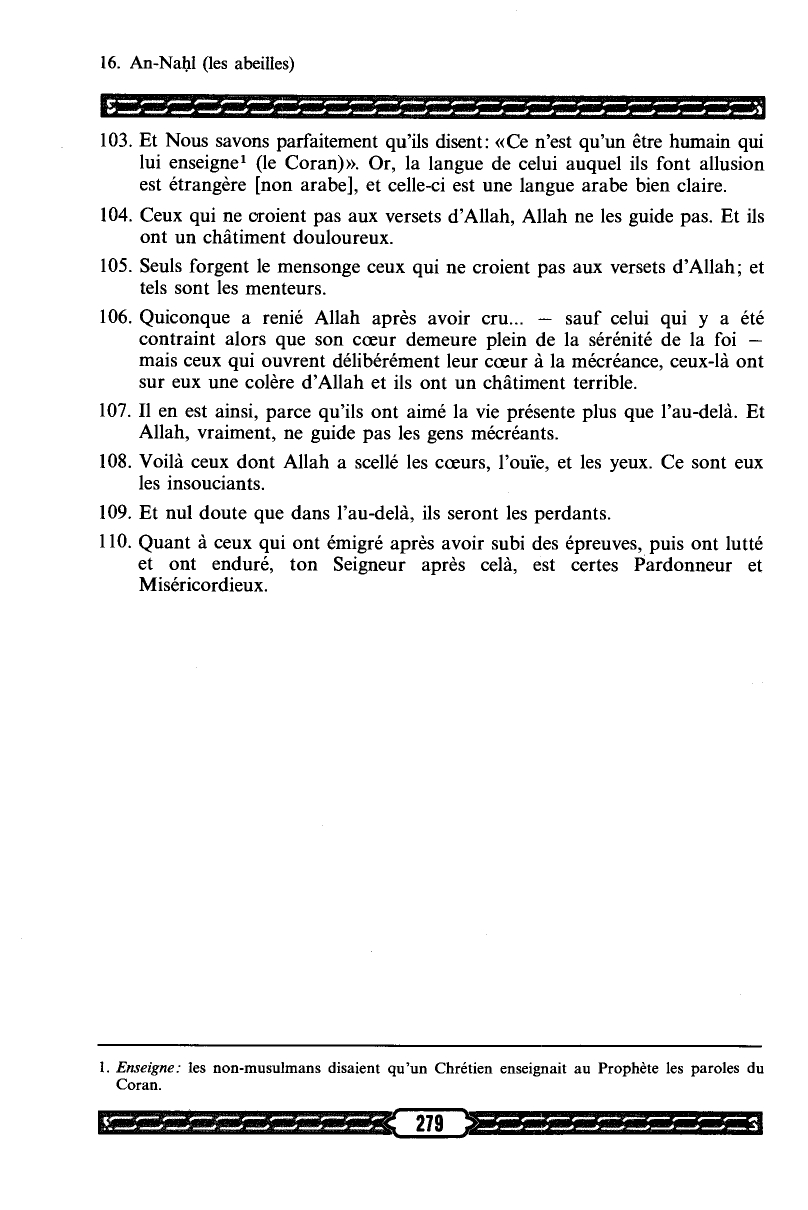 16. An-Naḥl (les abeilles)
103. Et Nous savons parfaitement qu'ils disent: «Ce n'est qu'un être humain qui
lui enseigne¹ (le Coran)». Or, la langue de celui auquel ils font allusion
est étrangère [non arabe], et celle-ci est une langue arabe bien claire.
104. Ceux qui ne croient pas aux versets d'Allah, Allah ne les guide pas. Et ils
ont un châtiment douloureux.
105. Seuls forgent le mensonge ceux qui ne croient pas aux versets d'Allah; et
tels sont les menteurs.
106. Quiconque a renié Allah après avoir cru... — sauf celui qui y a été
contraint alors que son cœur demeure plein de la sérénité de la foi —
mais ceux qui ouvrent délibérément leur cœur à la mécréance, ceux-là ont
sur eux une colère d'Allah et ils ont un châtiment terrible.
107. Il en est ainsi, parce qu'ils ont aimé la vie présente plus que l'au-delà. Et
Allah, vraiment, ne guide pas les gens mécréants.
108. Voilà ceux dont Allah a scellé les cœurs, l'ouïe, et les yeux. Ce sont eux
les insouciants.
109. Et nul doute que dans l'au-delà, ils seront les perdants.
110. Quant à ceux qui ont émigré après avoir subi des épreuves, puis ont lutté
et ont enduré, ton Seigneur après celà, est certes Pardonneur et
Miséricordieux.
1. Enseigne: les non-musulmans disaient qu'un Chrétien enseignait au Prophète les paroles du
Coran.
279